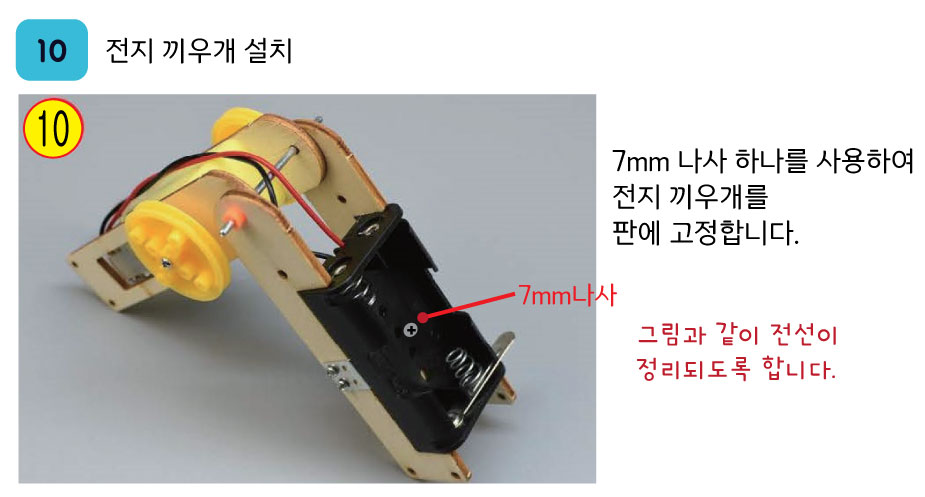 10 전지 끼우개 설치
10
7mm 나사 하나를 사용하여
전지 끼우개를
판에 고정합니다.
7mm나사
그림과 같이 전선이
정리되도록 합니다.